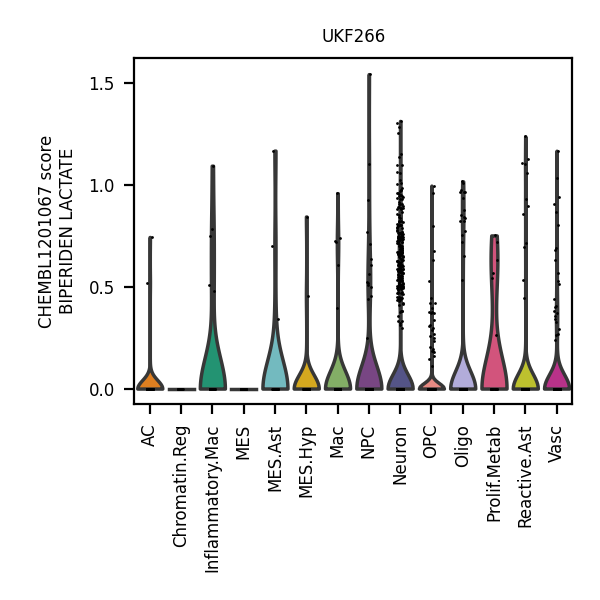 UKF266
CHEMBL1201067 score
BIPERIDEN LACTATE
1.5
1.0
0.5
0.0
AC
Chromatin.Reg
Inflammatory.Mac
MES
MES.Ast
MES.Hyp
Mac
NPC
Neuron
OPC
Oligo
Prolif.Metab
Reactive.Ast
Vasc